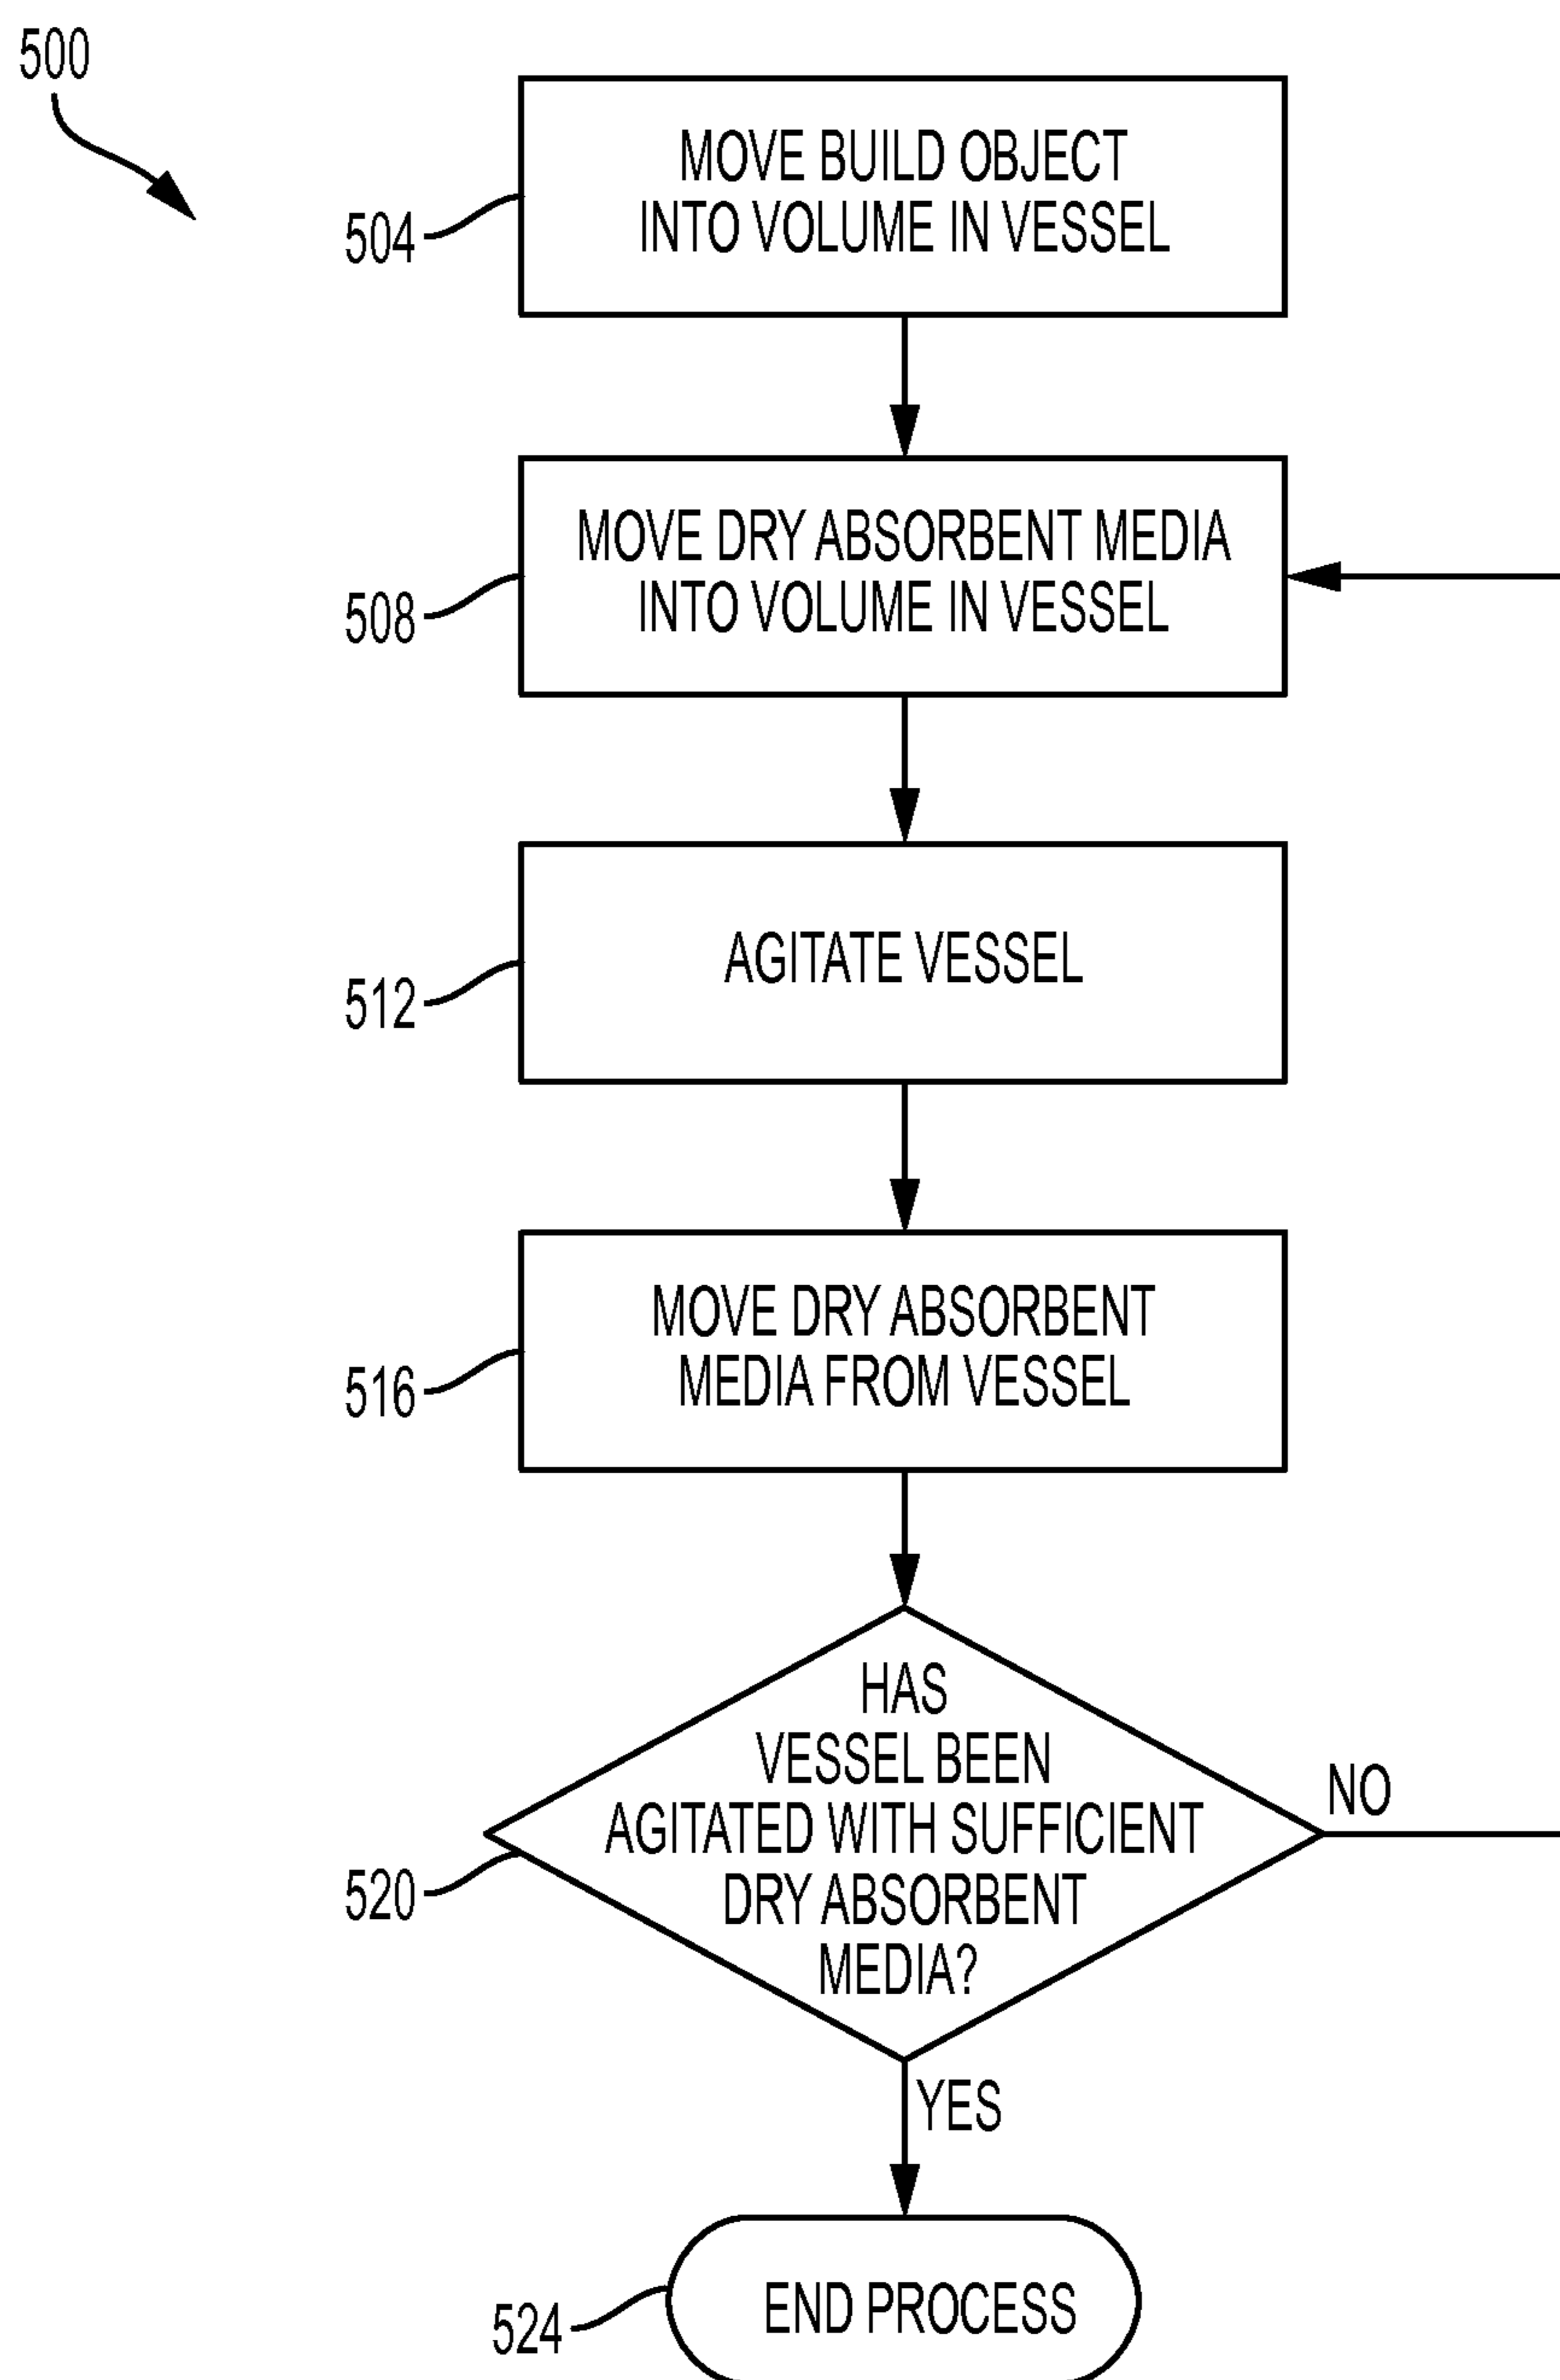 500
MOVE BUILD OBJECT
INTO VOLUME IN VESSEL
504
MOVE DRY ABSORBENT MEDIA
INTO VOLUME IN VESSEL
508
AGITATE VESSEL
512
MOVE DRY ABSORBENT
MEDIA FROM VESSEL
516
HAS
VESSEL BEEN
AGITATED WITH SUFFICIENT
DRY ABSORBENT
MEDIA?
NO
520
YES
END PROCESS
524